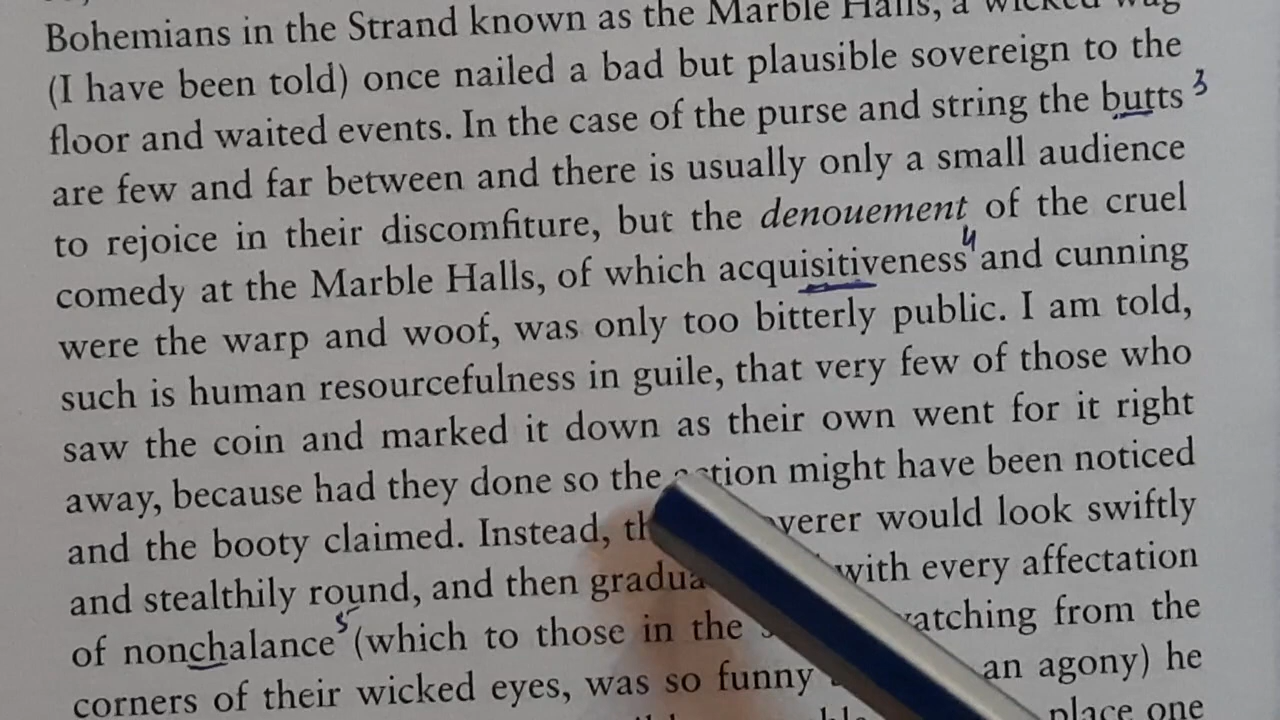 Bohemians in the Strand known as the Marble Halls, a wicked wag
(I have been told) once nailed a bad but plausible sovereign to the
floor and waited events. In the case of the purse and string the butts 3
are few and far between and there is usually only a small audience
to rejoice in their discomfiture, but the denouement of the cruel
comedy at the Marble Halls, of which acquisitiveness 4 and cunning
were the warp and woof, was only too bitterly public. I am told,
such is human resourcefulness in guile, that very few of those who
saw the coin and marked it down as their own went for it right
away, because had they done so the action might have been noticed
and the booty claimed. Instead, would look swiftly
and stealthily round, and then with every affectation
of nonchalance 5 (which to those in the watching from the
corners of their wicked eyes, was so funny an agony) he
place one